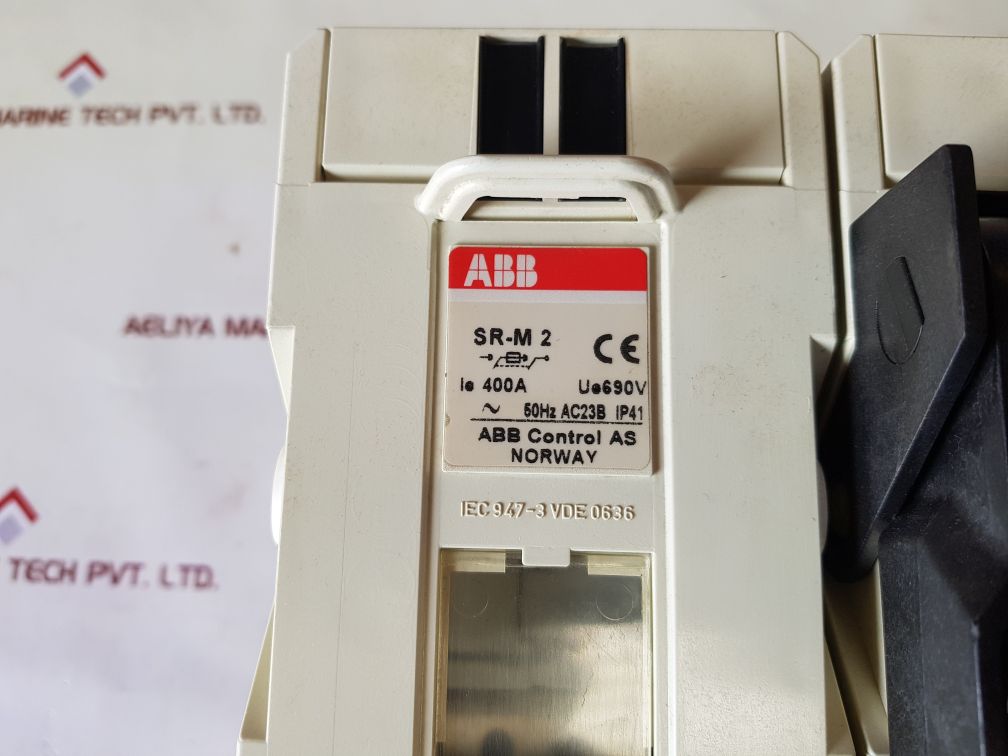 MARINE TECH PVT. LTD.
AELIYA MA
TECH PVT. LTD.
ABB
SR-M 2
CE
Ie 400A Ue690V
~ 50Hz AC23B IP41
ABB Control AS
NORWAY
IEC 947-3 VDE 0636